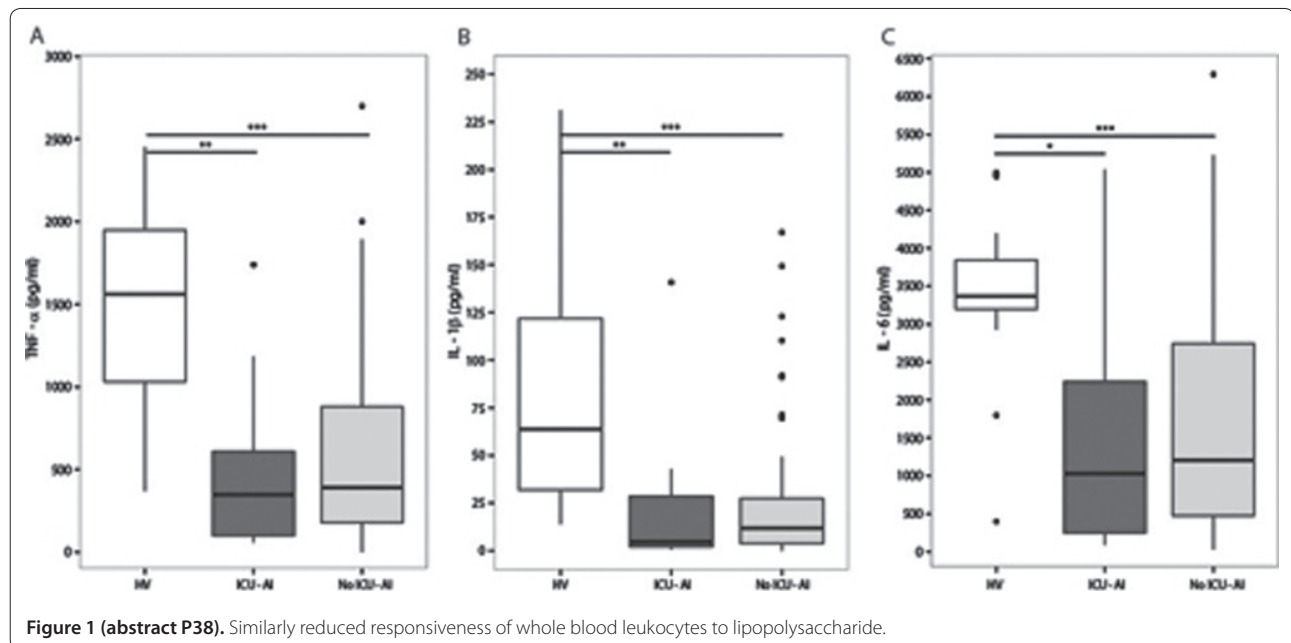 A
3000
2500
2000
1500
1000
500
0
TNF - α (pg/ml)
**
***
HV
ICU - AI
No ICU - AI
B
250
225
200
175
150
125
100
75
50
25
0
IL - 1β (pg/ml)
**
***
HV
ICU - AI
No ICU - AI
C
6500
6000
5500
5000
4500
4000
3500
3000
2500
2000
1500
1000
500
0
IL - 6 (pg/ml)
*
***
HV
ICU - AI
No ICU - AI
Figure 1 (abstract P38). Similarly reduced responsiveness of whole blood leukocytes to lipopolysaccharide.